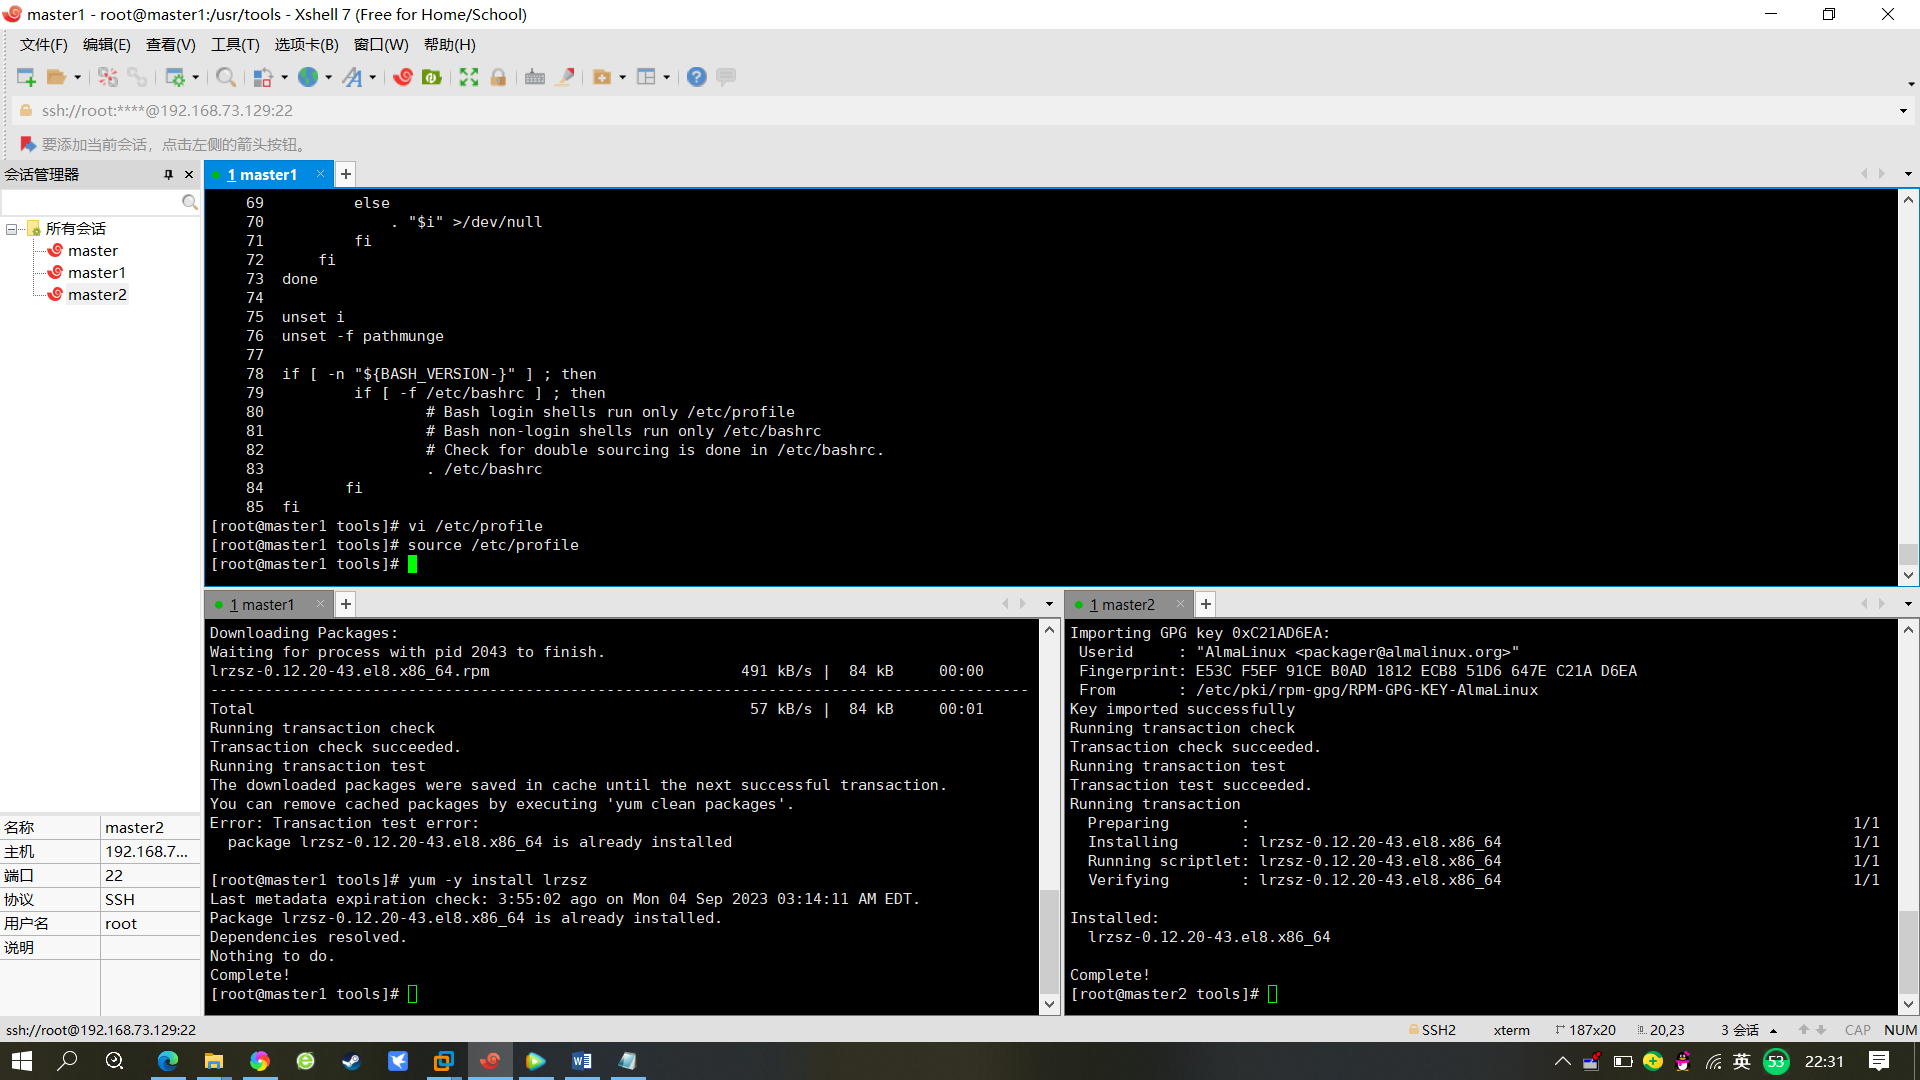 master1 - root@master1:/usr/tools - Xshell 7 (Free for Home/School)
文件(F) 编辑(E) 查看(V) 工具(T) 选项卡(B) 窗口(W) 帮助(H)
ssh://root:****@192.168.73.129:22
要添加当前会话，点击左侧的箭头按钮。
会话管理器
所有会话
master
master1
master2
名称 master2
主机 192.168.7...
端口 22
协议 SSH
用户名 root
说明
1 master1
69 else
70 . "$i" >/dev/null
71 fi
72 fi
73 done
74
75 unset i
76 unset -f pathmunge
77
78 if [ -n "${BASH_VERSION-}" ] ; then
79 if [ -f /etc/bashrc ] ; then
80 # Bash login shells run only /etc/profile
81 # Bash non-login shells run only /etc/bashrc
82 # Check for double sourcing is done in /etc/bashrc.
83 . /etc/bashrc
84 fi
85 fi
[root@master1 tools]# vi /etc/profile
[root@master1 tools]# source /etc/profile
[root@master1 tools]#
1 master1
Downloading Packages:
Waiting for process with pid 2043 to finish.
lrzsz-0.12.20-43.el8.x86_64.rpm 491 kB/s | 84 kB 00:00
--------------------------------------------------------------------------------------------
Total 57 kB/s | 84 kB 00:01
Running transaction check
Transaction check succeeded.
Running transaction test
The downloaded packages were saved in cache until the next successful transaction.
You can remove cached packages by executing 'yum clean packages'.
Error: Transaction test error:
package lrzsz-0.12.20-43.el8.x86_64 is already installed
[root@master1 tools]# yum -y install lrzsz
Last metadata expiration check: 3:55:02 ago on Mon 04 Sep 2023 03:14:11 AM EDT.
Package lrzsz-0.12.20-43.el8.x86_64 is already installed.
Dependencies resolved.
Nothing to do.
Complete!
[root@master1 tools]#
1 master2
Importing GPG key 0xC21AD6EA:
Userid : "AlmaLinux <packager@almalinux.org>"
Fingerprint: E53C F5EF 91CE B0AD 1812 ECB8 51D6 647E C21A D6EA
From : /etc/pki/rpm-gpg/RPM-GPG-KEY-AlmaLinux
Key imported successfully
Running transaction check
Transaction check succeeded.
Running transaction test
Transaction test succeeded.
Running transaction
Preparing : 1/1
Installing : lrzsz-0.12.20-43.el8.x86_64 1/1
Running scriptlet: lrzsz-0.12.20-43.el8.x86_64 1/1
Verifying : lrzsz-0.12.20-43.el8.x86_64 1/1
Installed:
lrzsz-0.12.20-43.el8.x86_64
Complete!
[root@master2 tools]#
ssh://root@192.168.73.129:22 SSH2 xterm 187x20 20,23 3 会话 CAP NUM
英 53 22:31